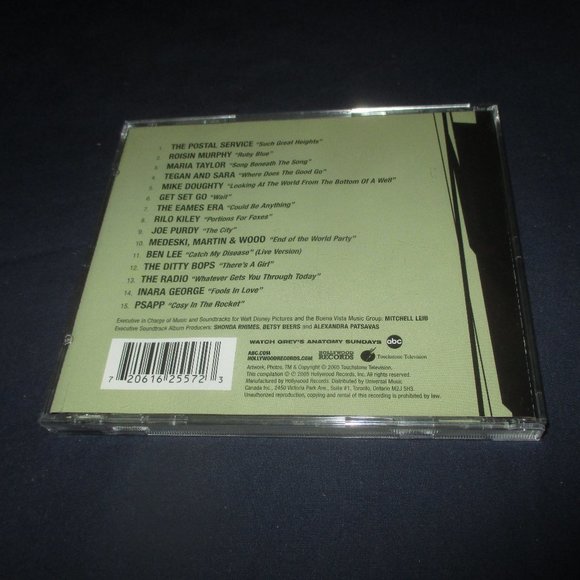 1. THE POSTAL SERVICE "Such Great Heights"
2. ROISIN MURPHY "Ruby Blue"
3. MARIA TAYLOR "Song Beneath The Song"
4. TEGAN AND SARA "Where Does The Good Go"
5. MIKE DOUGHTY "Looking At The World From The Bottom Of A Well"
6. GET SET GO "Wait"
7. THE EAMES ERA "Could Be Anything"
8. RILO KILEY "Portions For Foxes"
9. JOE PURDY "The City"
10. MEDESKI, MARTIN & WOOD "End of the World Party"
11. BEN LEE "Catch My Disease" (Live Version)
12. THE DITTY BOPS "There's A Girl"
13. THE RADIO "Whatever Gets You Through Today"
14. INARA GEORGE "Fools In Love"
15. PSAPP "Cosy In The Rocket"
Executive in Charge of Music and Soundtracks for Walt Disney Pictures and the Buena Vista Music Group: MITCHELL LEIB
Executive Soundtrack Album Producers: SHONDA RHIMES, BETSY BEERS and ALEXANDRA PATSAVAS
WATCH GREY'S ANATOMY SUNDAYS abc
ABC.COM
HOLLYWOODRECORDS.COM
HOLLYWOOD RECORDS
Touchstone Television
Artwork, Photos, TM & Copyright © 2005 Touchstone Television.
This compilation ℗ © 2005 Hollywood Records, Inc. All rights reserved.
Manufactured by Hollywood Records. Distributed by Universal Music
Canada Inc., 2450 Victoria Park Ave., Suite #1, Toronto, Ontario M2J 5H3.
Unauthorized reproduction, copying and rental of this recording is prohibited by law.
7 20616 25572 3